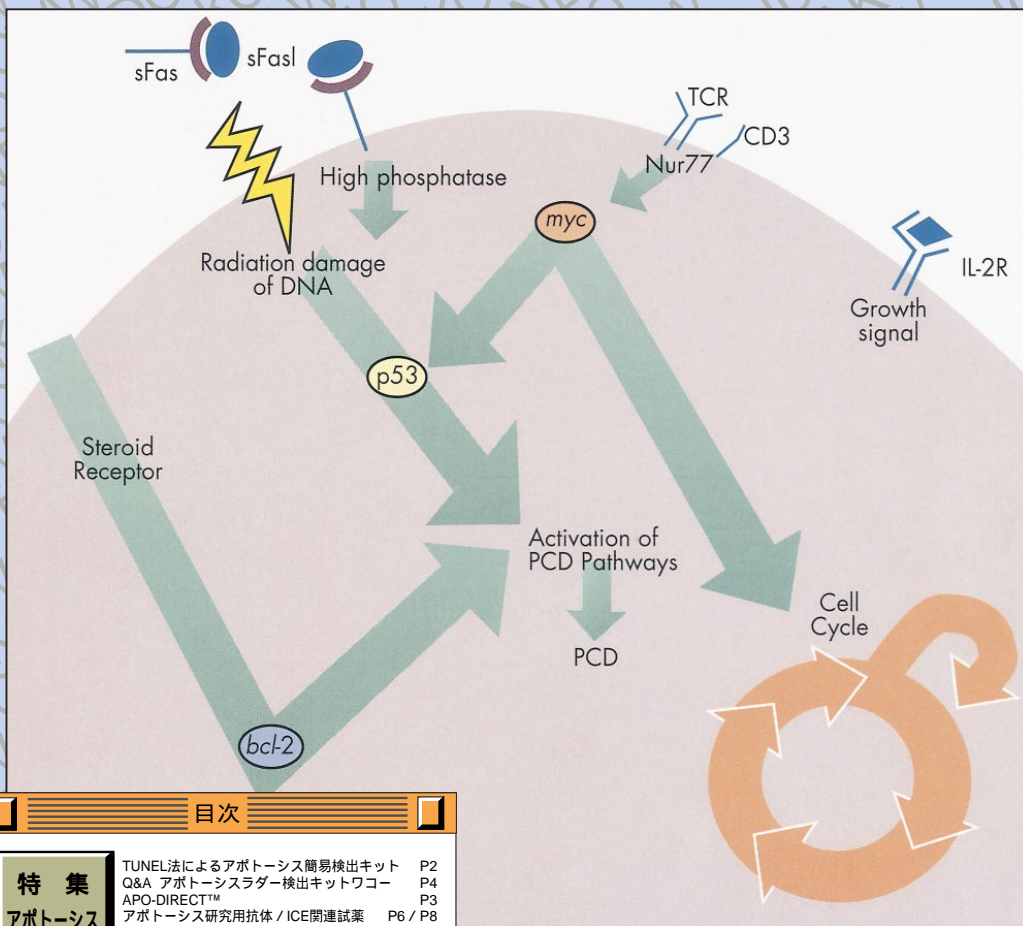 sFas
sFasl
TCR
CD3
Nur77
High phosphatase
myc
Radiation damage
of DNA
IL-2R
Growth
signal
p53
Steroid
Receptor
Activation of
PCD Pathways
Cell
Cycle
PCD
bcl-2
目次
特 集
アポトーシス
TUNEL法によるアポトーシス簡易検出キット P2
Q&A アポトーシスラダー検出キットワコー P4
APO-DIRECT™ P3
アポトーシス研究用抗体 / ICE関連試薬 P6 / P8